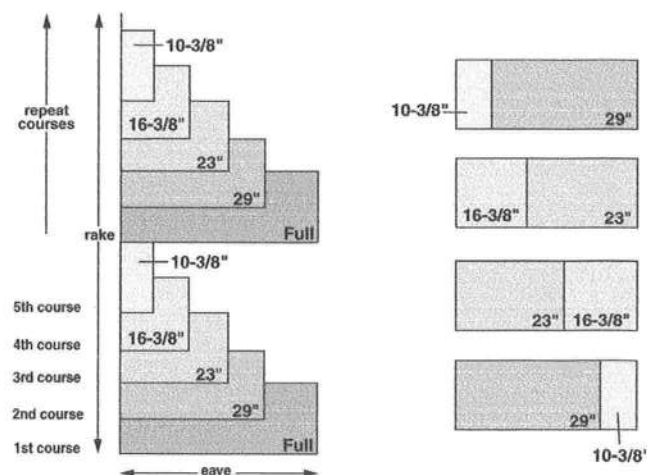 10-3/8"
repeat
courses
16-3/8"
23"
29"
Full
rake
10-3/8"
5th course
16-3/8"
4th course
3rd course
23"
2nd course
29"
1st course
Full
eave
10-3/8"
29"
16-3/8"
23"
23"
16-3/8"
29"
10-3/8"